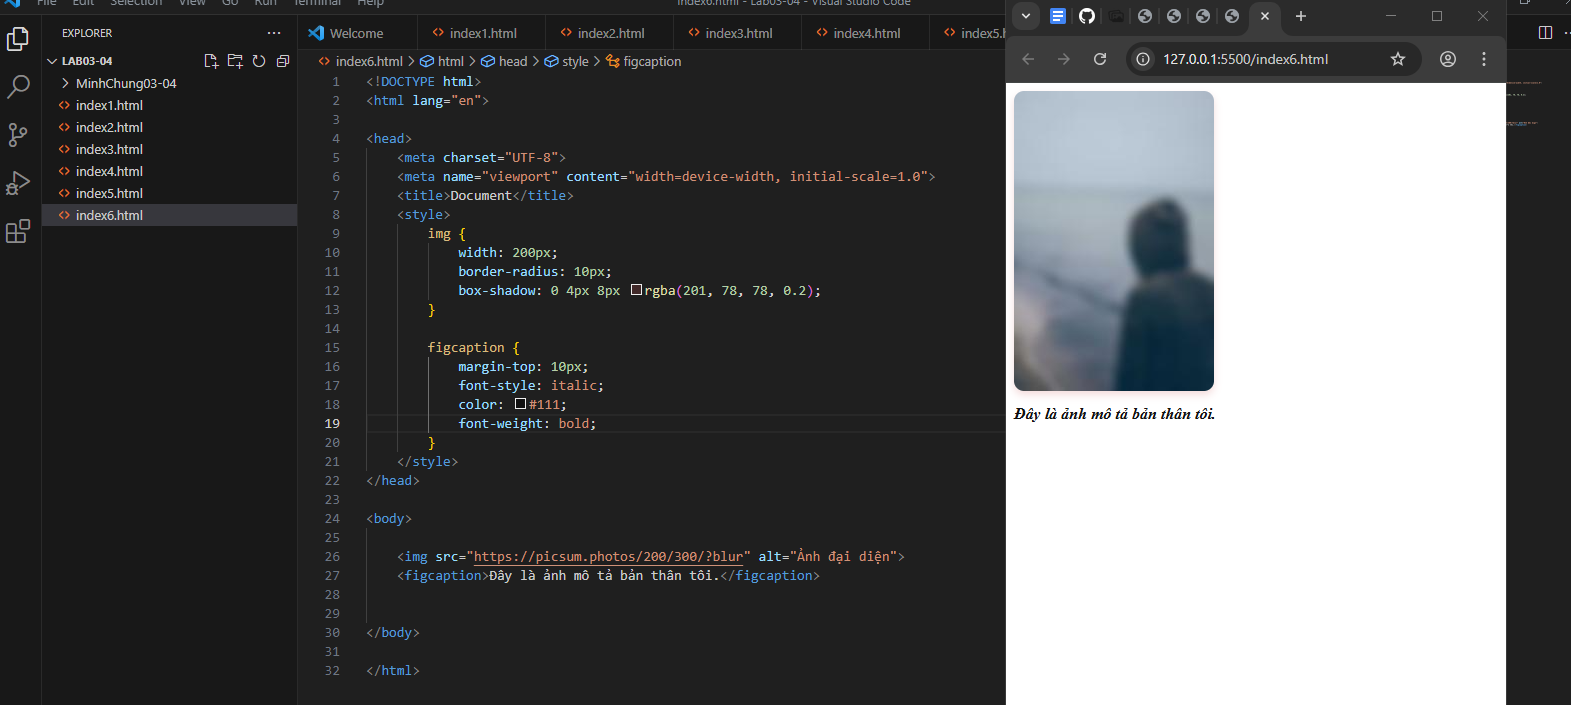 File Edit Selection View Go Run Terminal Help
index6.html - Lab03-04 - Visual Studio Code
EXPLORER
LAB03-04
MinhChung03-04
index1.html
index2.html
index3.html
index4.html
index5.html
index6.html
Welcome index1.html index2.html index3.html index4.html index5.h
index6.html > html > head > style > figcaption
1 <!DOCTYPE html>
2 <html lang="en">
3
4 <head>
5 <meta charset="UTF-8">
6 <meta name="viewport" content="width=device-width, initial-scale=1.0">
7 <title>Document</title>
8 <style>
9 img {
10 width: 200px;
11 border-radius: 10px;
12 box-shadow: 0 4px 8px rgba(201, 78, 78, 0.2);
13 }
14
15 figcaption {
16 margin-top: 10px;
17 font-style: italic;
18 color: #111;
19 font-weight: bold;
20 }
21 </style>
22 </head>
23
24 <body>
25
26 <img src="https://picsum.photos/200/300/?blur" alt="Ảnh đại diện">
27 <figcaption>Đây là ảnh mô tả bản thân tôi.</figcaption>
28
29
30 </body>
31
32 </html>
127.0.0.1:5500/index6.html
Đây là ảnh mô tả bản thân tôi.